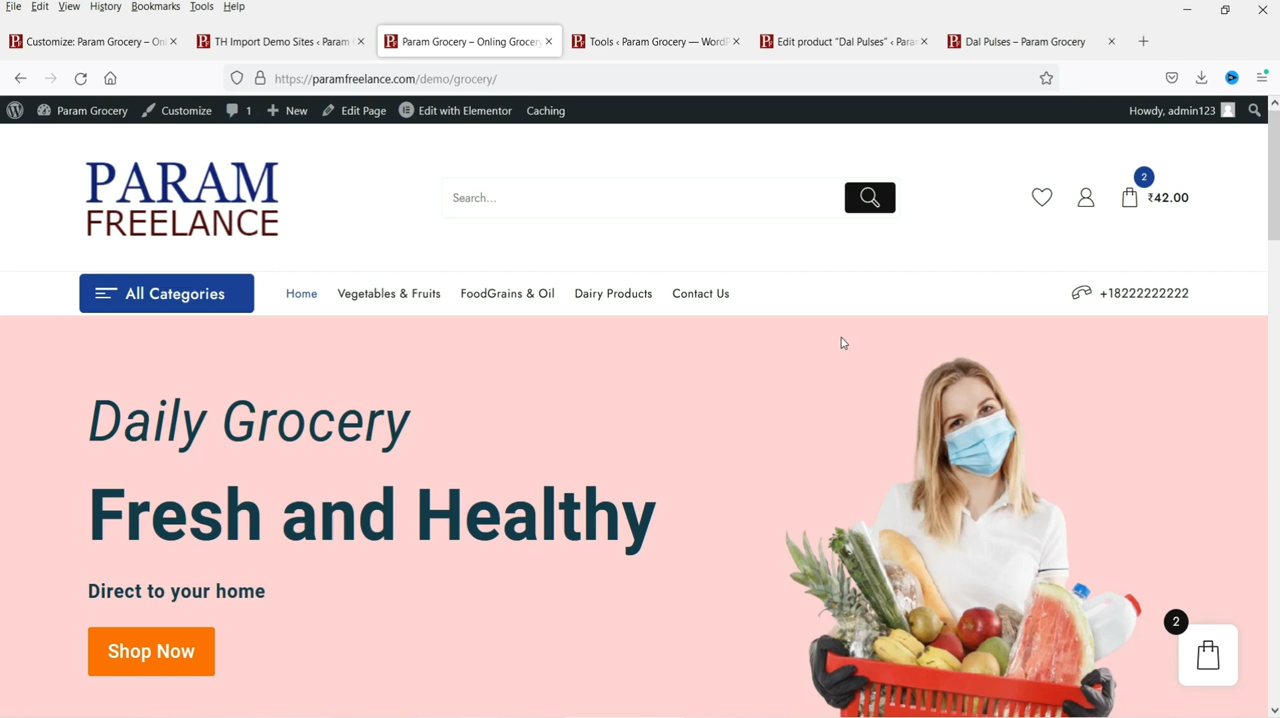 File Edit View History Bookmarks Tools Help
Customize: Param Grocery – Onl
TH Import Demo Sites ‹ Param
Param Grocery – Onling Grocery
Tools ‹ Param Grocery — WordP
Edit product “Dal Pulses” ‹ Para
Dal Pulses – Param Grocery
https://paramfreelance.com/demo/grocery/
Param Grocery Customize 1 New Edit Page Edit with Elementor Caching Howdy, admin123
PARAM
FREELANCE
Search...
2
₹42.00
All Categories Home Vegetables & Fruits FoodGrains & Oil Dairy Products Contact Us +18222222222
Daily Grocery
Fresh and Healthy
Direct to your home
Shop Now
2